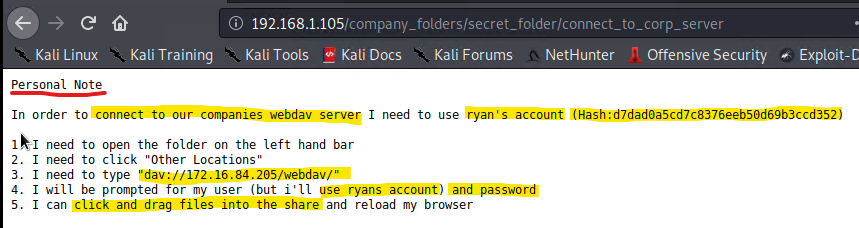 192.168.1.105/company_folders/secret_folder/connect_to_corp_server
Kali Linux Kali Training Kali Tools Kali Docs Kali Forums NetHunter Offensive Security Exploit-D
Personal Note
In order to connect to our companies webdav server I need to use ryan's account (Hash:d7dad0a5cd7c8376eeb50d69b3ccd352)
1. I need to open the folder on the left hand bar
2. I need to click "Other Locations"
3. I need to type "dav://172.16.84.205/webdav/"
4. I will be prompted for my user (but i'll use ryans account) and password
5. I can click and drag files into the share and reload my browser